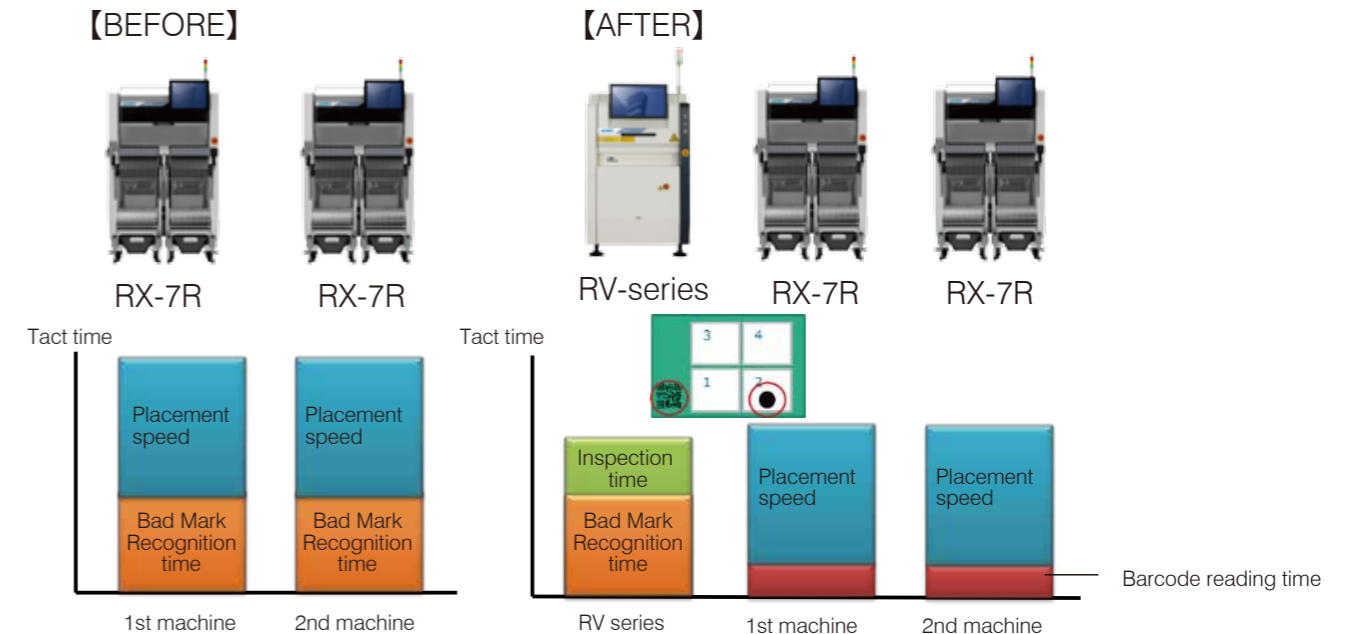 【BEFORE】
【AFTER】
RX-7R
RX-7R
RV-series
RX-7R
RX-7R
Tact time
Placement
speed
Bad Mark
Recognition
time
Placement
speed
Bad Mark
Recognition
time
1st machine
2nd machine
Tact time
3
4
1
2
Inspection
time
Bad Mark
Recognition
time
Placement
speed
Placement
speed
Barcode reading time
RV series
1st machine
2nd machine